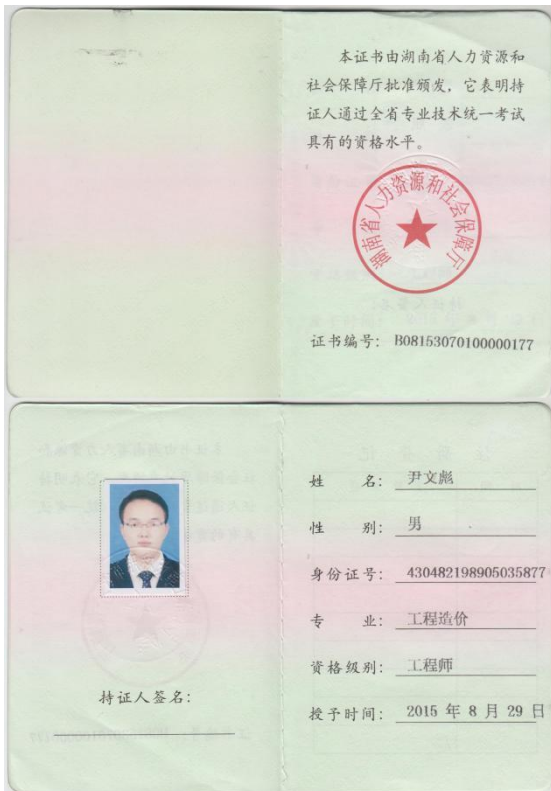 本证书由湖南省人力资源和
社会保障厅批准颁发，它表明持
证人通过全省专业技术统一考试
具有的资格水平。
湖南省人力资源和社会保障厅
证书编号： B08153070100000177
姓 名： 尹文彪
性 别： 男
身份证号： 430482198905035877
专 业： 工程造价
资格级别： 工程师
授予时间： 2015 年 8 月 29 日
持证人签名：